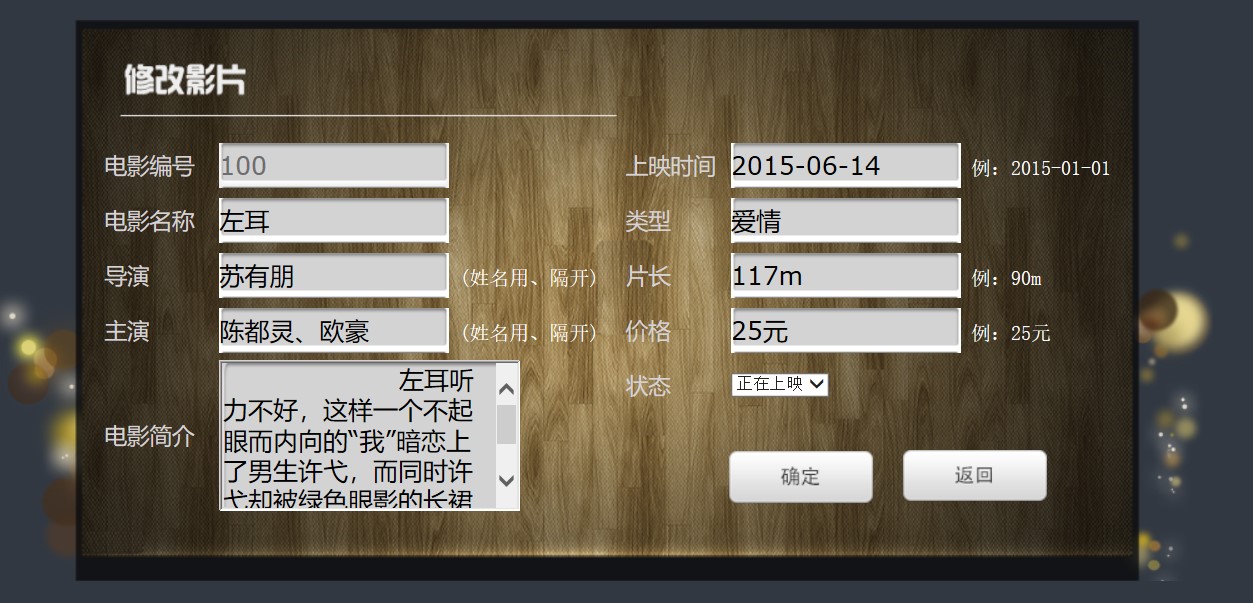 修改影片
电影编号 100 上映时间 2015-06-14 例：2015-01-01
电影名称 左耳 类型 爱情
导演 苏有朋 (姓名用、隔开) 片长 117m 例：90m
主演 陈都灵、欧豪 (姓名用、隔开) 价格 25元 例：25元
状态 正在上映
电影简介
左耳听
力不好，这样一个不起
眼而内向的“我”暗恋上
了男生许弋，而同时许
弋却被绿色眼影的长裙
确定 返回